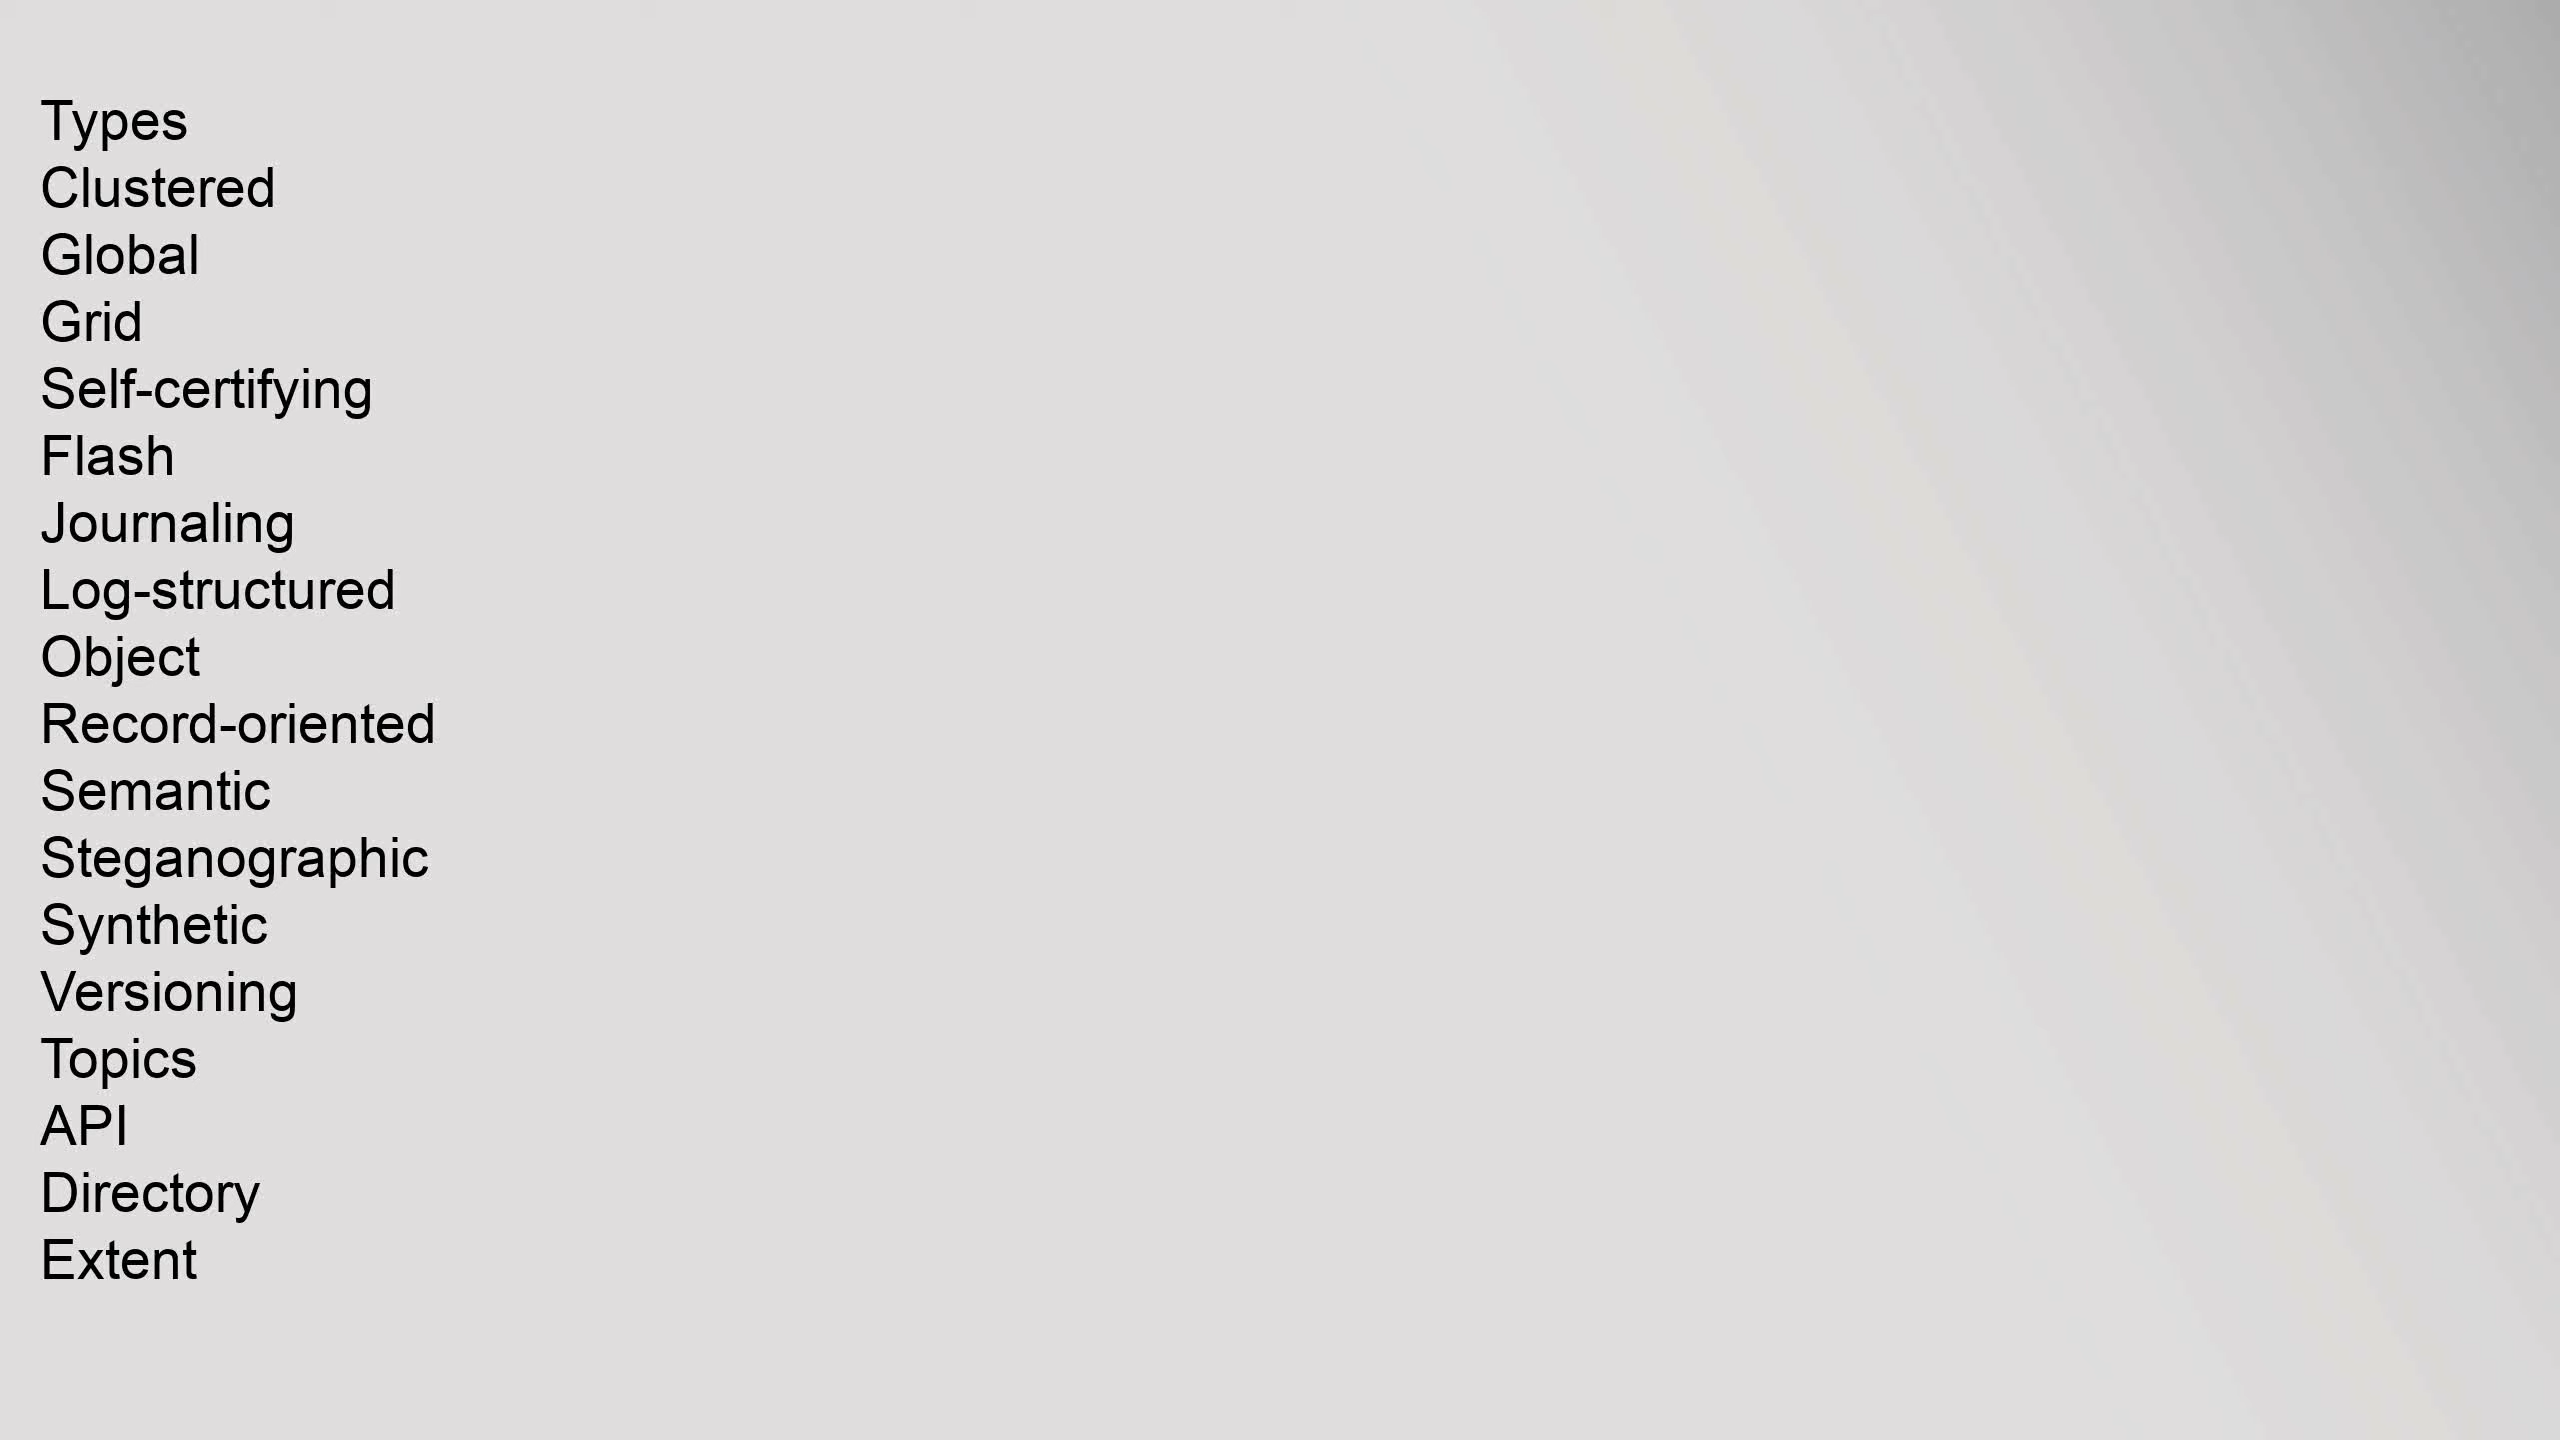 Types
Clustered
Global
Grid
Self-certifying
Flash
Journaling
Log-structured
Object
Record-oriented
Semantic
Steganographic
Synthetic
Versioning
Topics
API
Directory
Extent